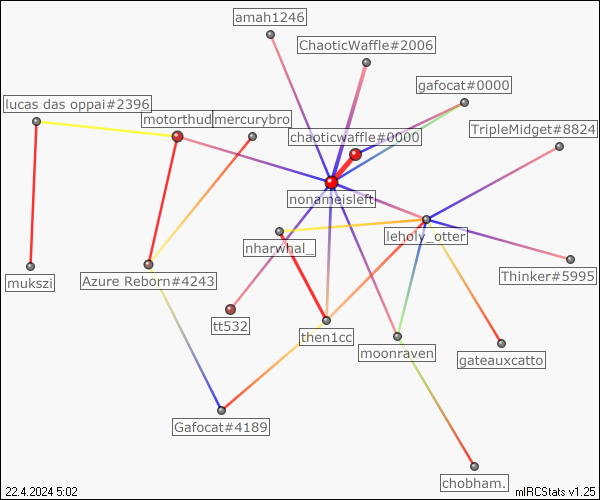 amah1246
ChaoticWaffle#2006
gafocat#0000
lucas das oppai#2396
motorthud
mercurybro
TripleMidget#8824
chaoticwaffle#0000
nonameisleft
leholy_otter
nharwhal_
Thinker#5995
mukszi
Azure Reborn#4243
tt532
then1cc
moonraven
gateauxcatto
Gafocat#4189
chobham.
22.4.2024 5:02
mIRCStats v1.25